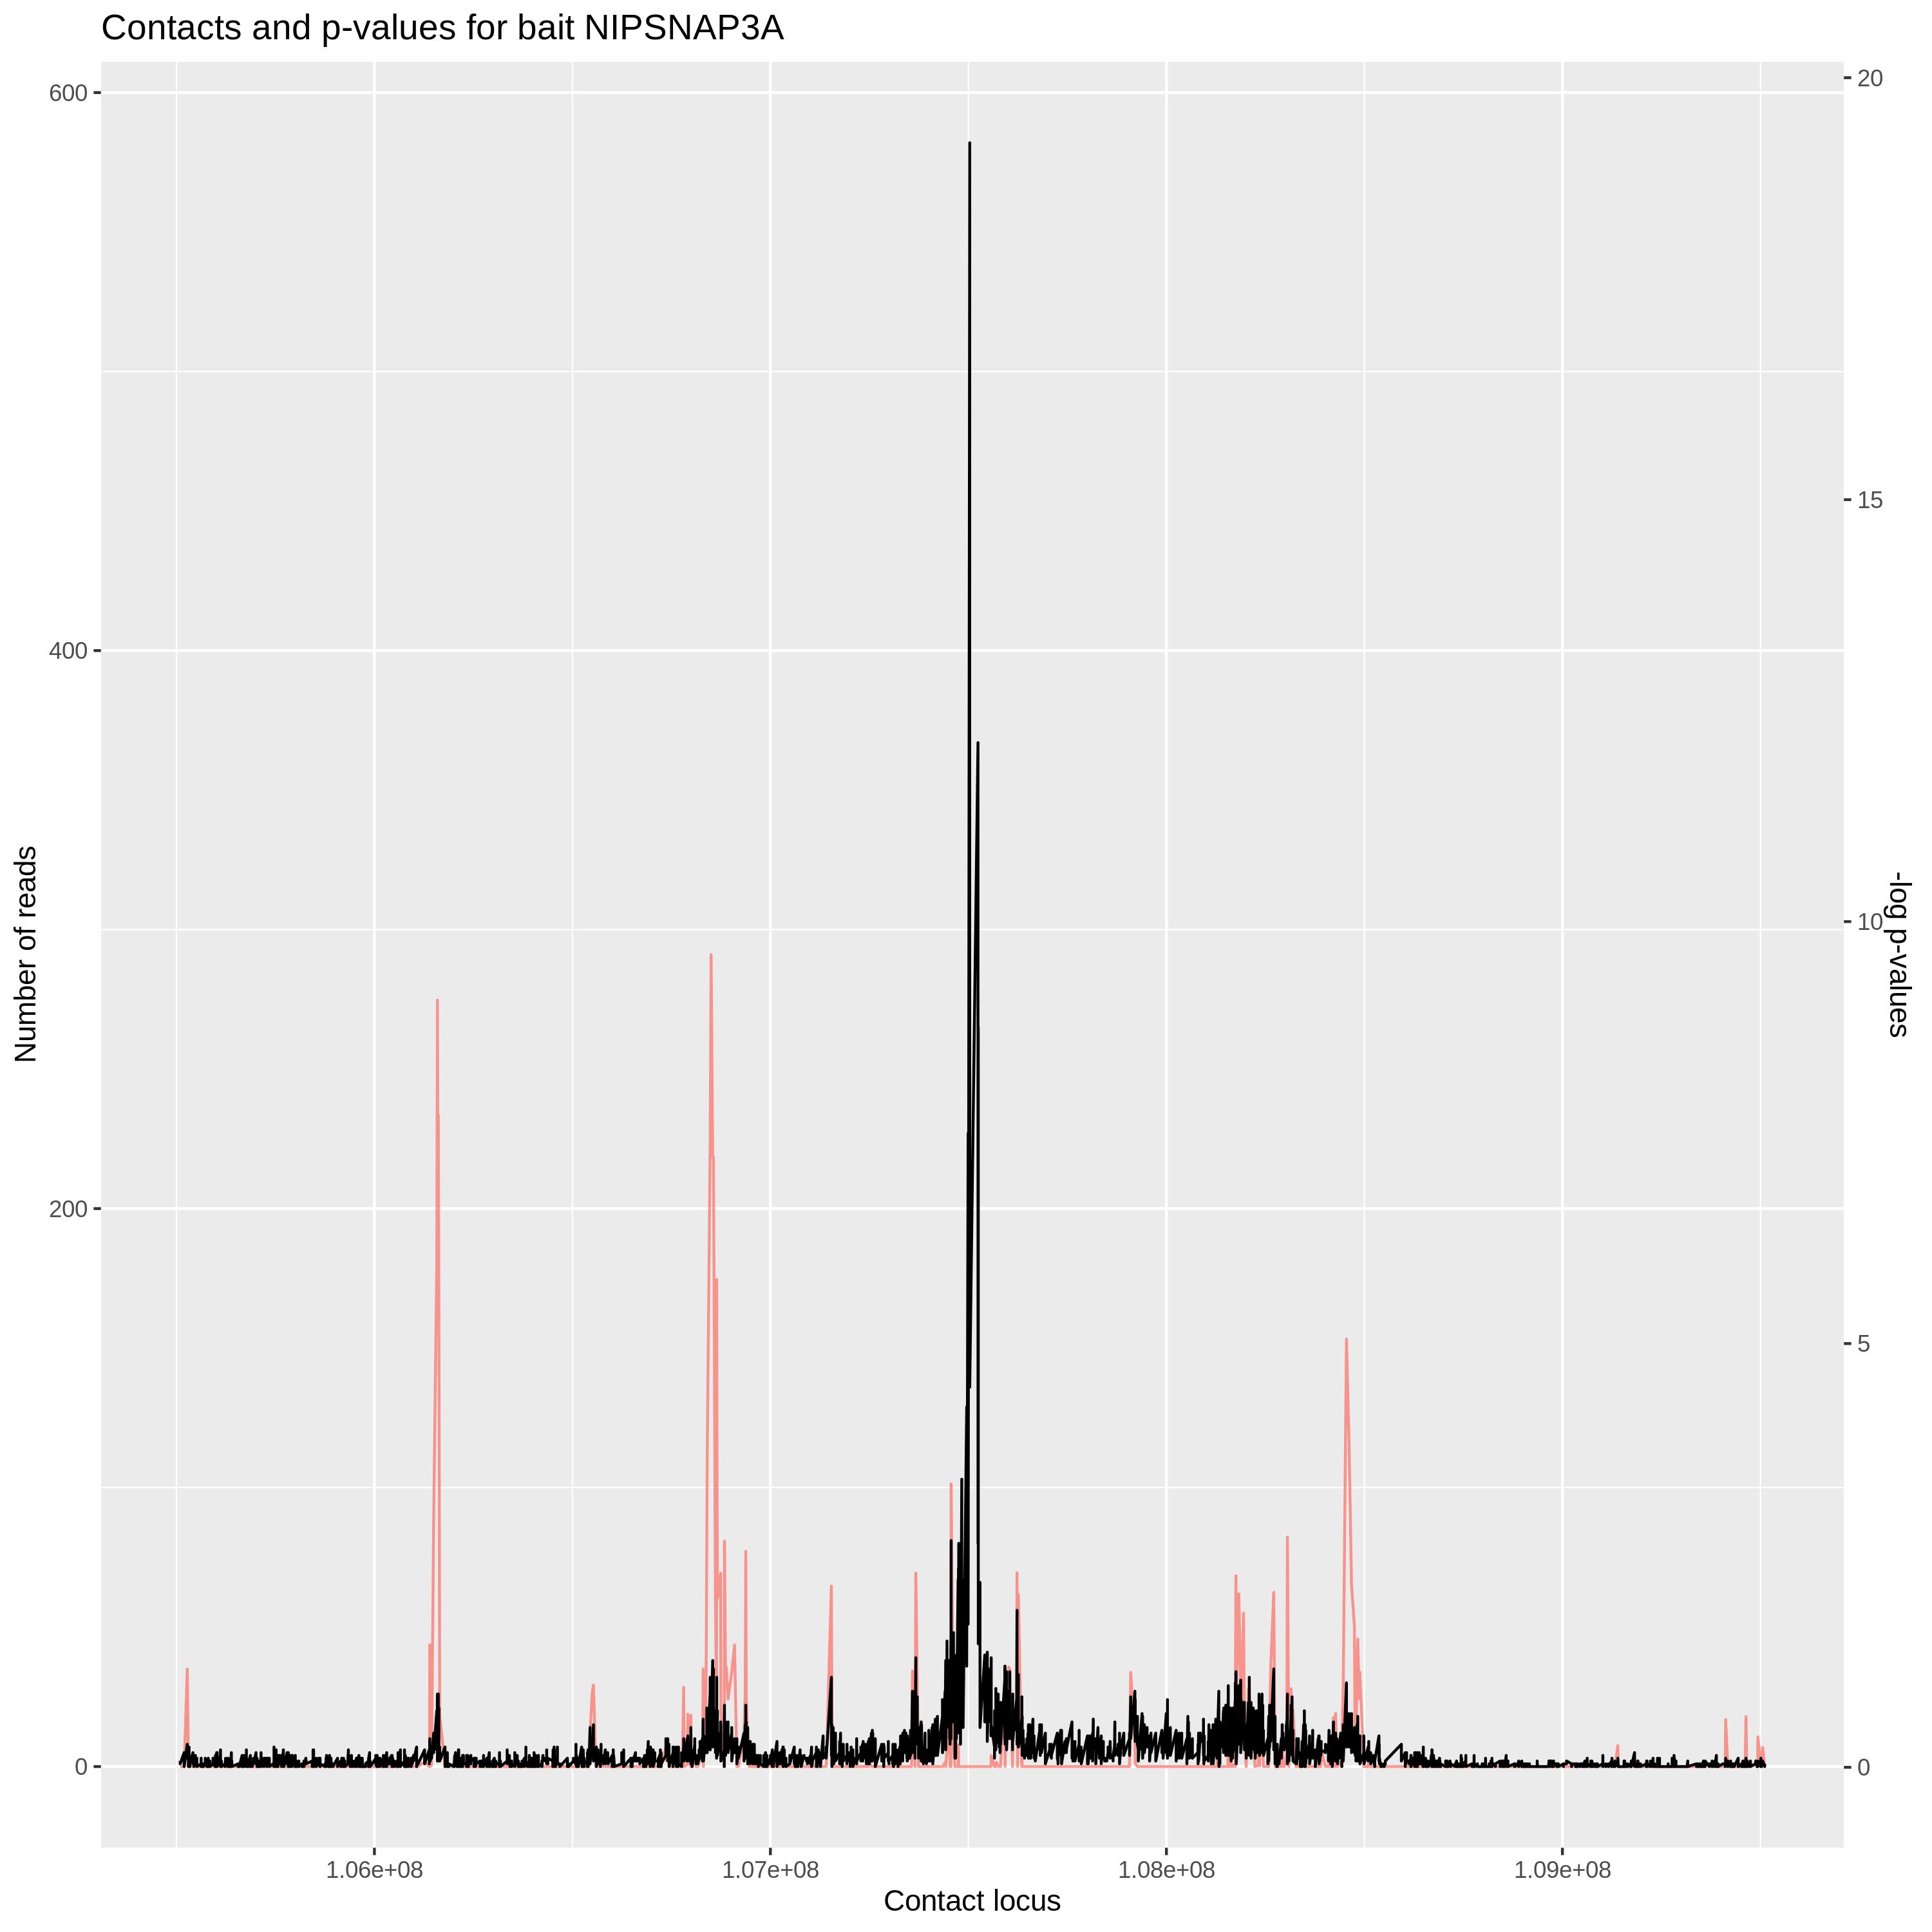 Contacts and p-values for bait NIPSNAP3A
600
400
200
0
Number of reads
20
15
10
5
0
-log p-values
1.06e+08
1.07e+08
1.08e+08
1.09e+08
Contact locus